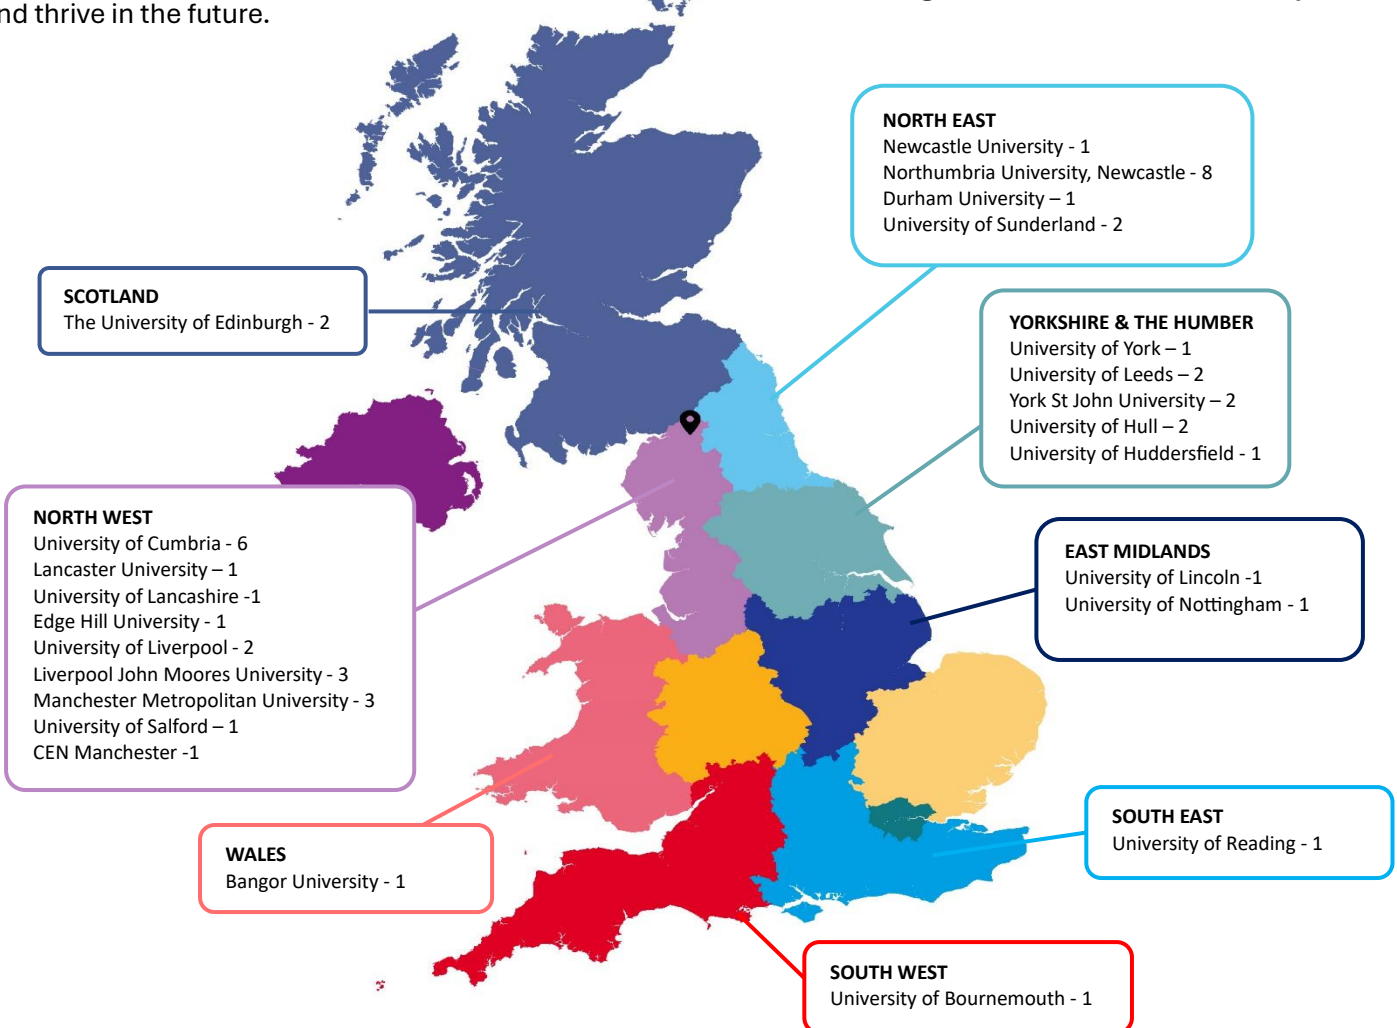 nd thrive in the future.
NORTH EAST
Newcastle University - 1
Northumbria University, Newcastle - 8
Durham University – 1
University of Sunderland - 2
SCOTLAND
The University of Edinburgh - 2
YORKSHIRE & THE HUMBER
University of York – 1
University of Leeds – 2
York St John University – 2
University of Hull – 2
University of Huddersfield - 1
NORTH WEST
University of Cumbria - 6
Lancaster University – 1
University of Lancashire -1
Edge Hill University - 1
University of Liverpool - 2
Liverpool John Moores University - 3
Manchester Metropolitan University - 3
University of Salford – 1
CEN Manchester -1
EAST MIDLANDS
University of Lincoln -1
University of Nottingham - 1
SOUTH EAST
University of Reading - 1
WALES
Bangor University - 1
SOUTH WEST
University of Bournemouth - 1